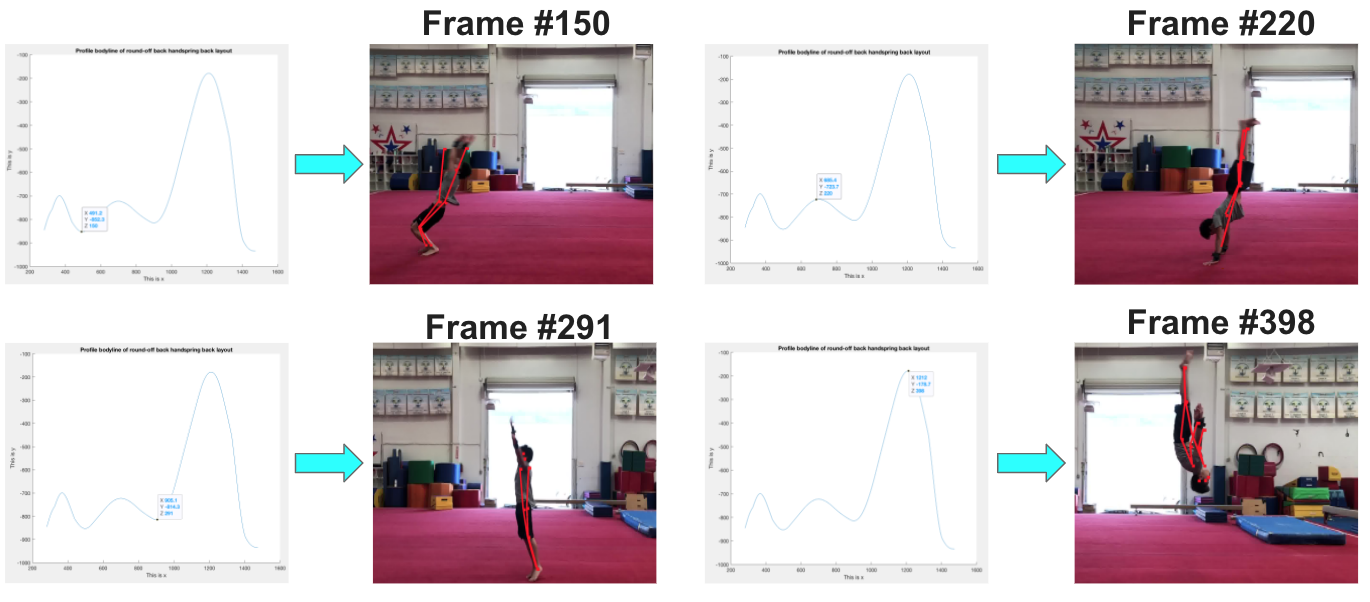 Frame #150
Profile bodyline of round-off back handspring back layout
-100
-200
-300
-400
-500
-600
-700
-800
-900
-1000
This is y
X 491.2
Y
Z 150
200 400 600 800 1000 1200 1400 1600
This is x
Frame #220
Profile bodyline of round-off back handspring back layout
-100
-200
-300
-400
-500
-600
-700
-800
-900
-1000
This is y
X
Y -723.7
Z 220
200 400 600 800 1000 1200 1400 1600
This is x
Frame #291
Profile bodyline of round-off back handspring back layout
-100
-200
-300
-400
-500
-600
-700
-800
-900
-1000
This is y
X 905.1
Y -814.3
Z 291
200 400 600 800 1000 1200 1400 1600
This is x
Frame #398
Profile bodyline of round-off back handspring back layout
-100
-200
-300
-400
-500
-600
-700
-800
-900
-1000
This is y
X 1212
Y -178.7
Z 398
200 400 600 800 1000 1200 1400 1600
This is x